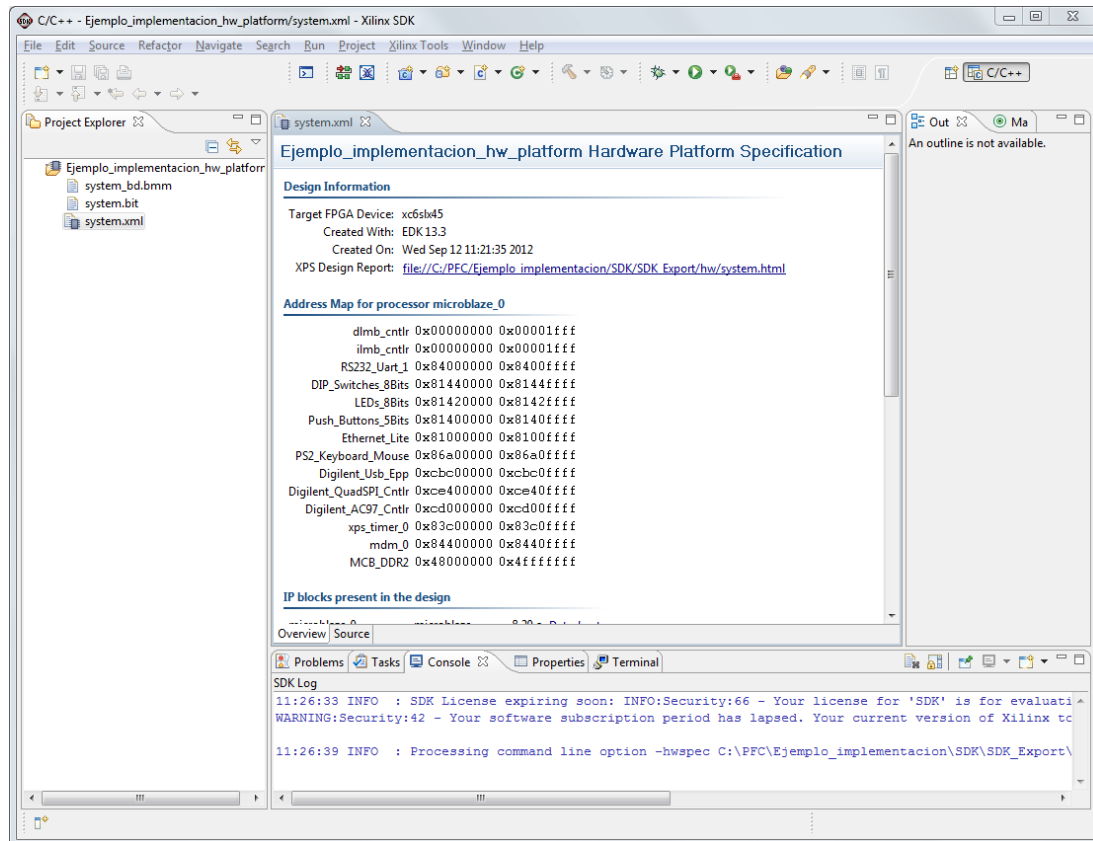 C/C++ - Ejemplo_implementacion_hw_platform/system.xml - Xilinx SDK
File Edit Source Refactor Navigate Search Run Project Xilinx Tools Window Help
C/C++
Project Explorer
Ejemplo_implementacion_hw_platforr
system_bd.bmm
system.bit
system.xml
system.xml
Ejemplo_implementacion_hw_platform Hardware Platform Specification
Design Information
Target FPGA Device: xc6slx45
Created With: EDK 13.3
Created On: Wed Sep 12 11:21:35 2012
XPS Design Report: file://C:/PFC/Ejemplo_implementacion/SDK/SDK_Export/hw/system.html
Address Map for processor microblaze_0
dlmb_cntlr 0x00000000 0x00001fff
ilmb_cntlr 0x00000000 0x00001fff
RS232_Uart_1 0x84000000 0x8400ffff
DIP_Switches_8Bits 0x81440000 0x8144ffff
LEDs_8Bits 0x81420000 0x8142ffff
Push_Buttons_5Bits 0x81400000 0x8140ffff
Ethernet_Lite 0x81000000 0x8100ffff
PS2_Keyboard_Mouse 0x86a00000 0x86a0ffff
Digilent_Usb_Epp 0xcbc00000 0xcbc0ffff
Digilent_QuadSPI_Cntlr 0xce400000 0xce40ffff
Digilent_AC97_Cntlr 0xcd000000 0xcd00ffff
xps_timer_0 0x83c00000 0x83c0ffff
mdm_0 0x84400000 0x8440ffff
MCB_DDR2 0x48000000 0x4fffffff
IP blocks present in the design
Overview Source
Out Ma
An outline is not available.
Problems Tasks Console Properties Terminal
SDK Log
11:26:33 INFO : SDK License expiring soon: INFO:Security:66 - Your license for 'SDK' is for evaluati
WARNING:Security:42 - Your software subscription period has lapsed. Your current version of Xilinx to
11:26:39 INFO : Processing command line option -hwspec C:\PFC\Ejemplo_implementacion\SDK\SDK_Export\